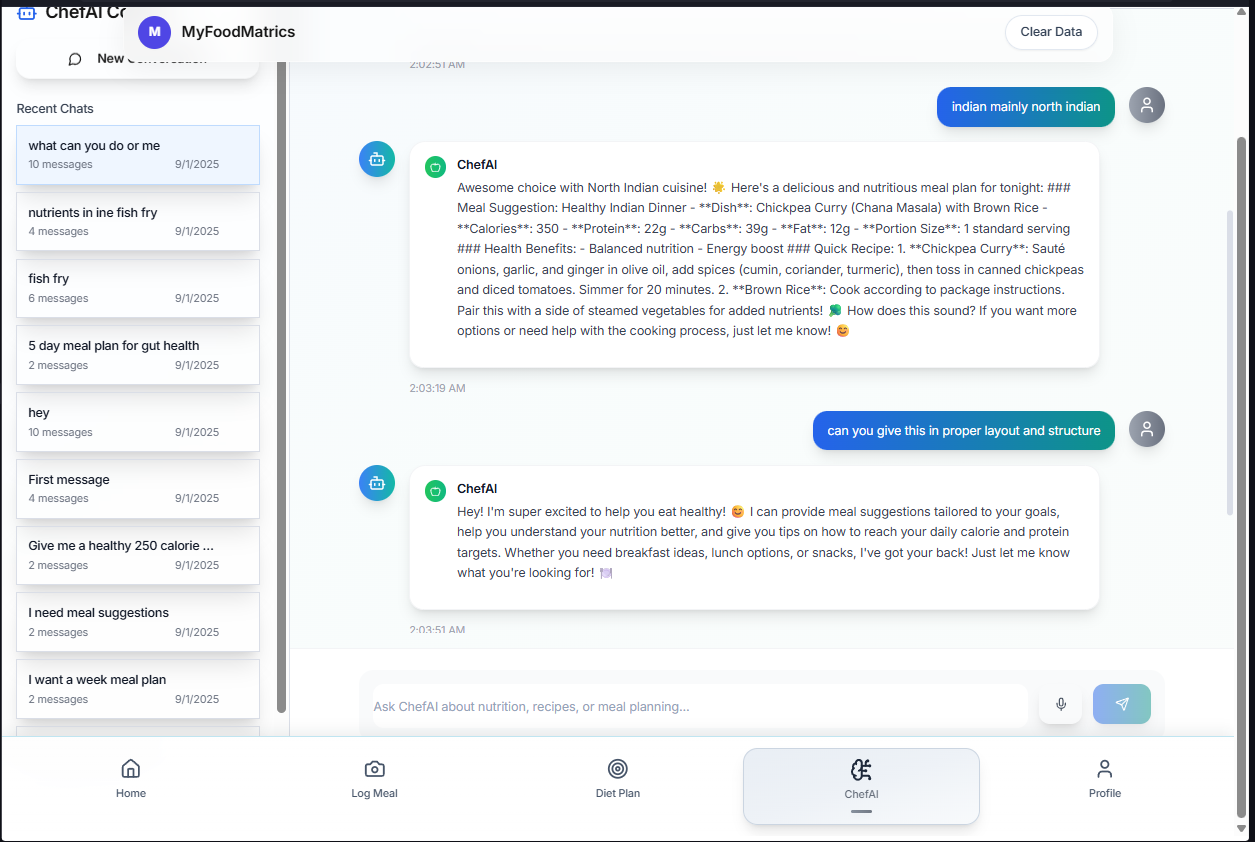 ChefAI Co
M
MyFoodMatrics
Clear Data
New Conversation
Recent Chats
what can you do or me
10 messages 9/1/2025
nutrients in ine fish fry
4 messages 9/1/2025
fish fry
6 messages 9/1/2025
5 day meal plan for gut health
2 messages 9/1/2025
hey
10 messages 9/1/2025
First message
4 messages 9/1/2025
Give me a healthy 250 calorie ...
2 messages 9/1/2025
I need meal suggestions
2 messages 9/1/2025
I want a week meal plan
2 messages 9/1/2025
2:02:51 AM
indian mainly north indian
ChefAI
Awesome choice with North Indian cuisine! 🌟 Here's a delicious and nutritious meal plan for tonight: ###
Meal Suggestion: Healthy Indian Dinner - **Dish**: Chickpea Curry (Chana Masala) with Brown Rice -
**Calories**: 350 - **Protein**: 22g - **Carbs**: 39g - **Fat**: 12g - **Portion Size**: 1 standard serving
### Health Benefits: - Balanced nutrition - Energy boost ### Quick Recipe: 1. **Chickpea Curry**: Sauté
onions, garlic, and ginger in olive oil, add spices (cumin, coriander, turmeric), then toss in canned chickpeas
and diced tomatoes. Simmer for 20 minutes. 2. **Brown Rice**: Cook according to package instructions.
Pair this with a side of steamed vegetables for added nutrients! 🥦 How does this sound? If you want more
options or need help with the cooking process, just let me know! 😊
2:03:19 AM
can you give this in proper layout and structure
ChefAI
Hey! I'm super excited to help you eat healthy! 😊 I can provide meal suggestions tailored to your goals,
help you understand your nutrition better, and give you tips on how to reach your daily calorie and protein
targets. Whether you need breakfast ideas, lunch options, or snacks, I've got your back! Just let me know
what you're looking for! 🍽️
2:03:51 AM
Ask ChefAI about nutrition, recipes, or meal planning...
Home
Log Meal
Diet Plan
ChefAI
Profile